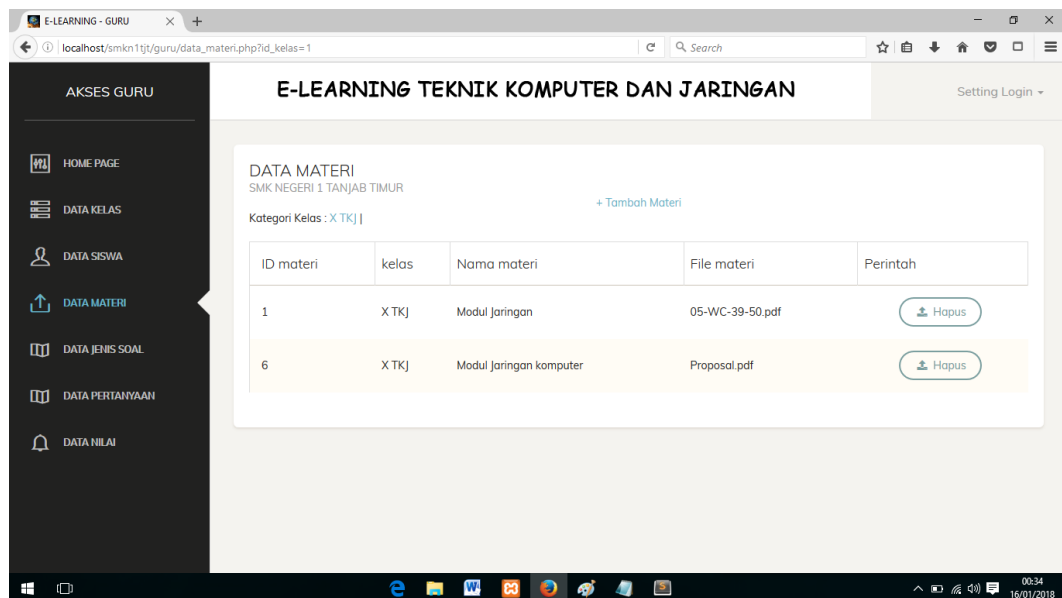 E-LEARNING - GURU
localhost/smkn1tjt/guru/data_materi.php?id_kelas=1
Search
AKSES GURU
E-LEARNING TEKNIK KOMPUTER DAN JARINGAN
Setting Login
HOME PAGE
DATA KELAS
DATA SISWA
DATA MATERI
DATA JENIS SOAL
DATA PERTANYAAN
DATA NILAI
DATA MATERI
SMK NEGERI 1 TANJAB TIMUR
+ Tambah Materi
Kategori Kelas : X TKJ |
ID materi kelas Nama materi File materi Perintah
1 X TKJ Modul Jaringan 05-WC-39-50.pdf Hapus
6 X TKJ Modul Jaringan komputer Proposal.pdf Hapus
00:34
16/01/2018